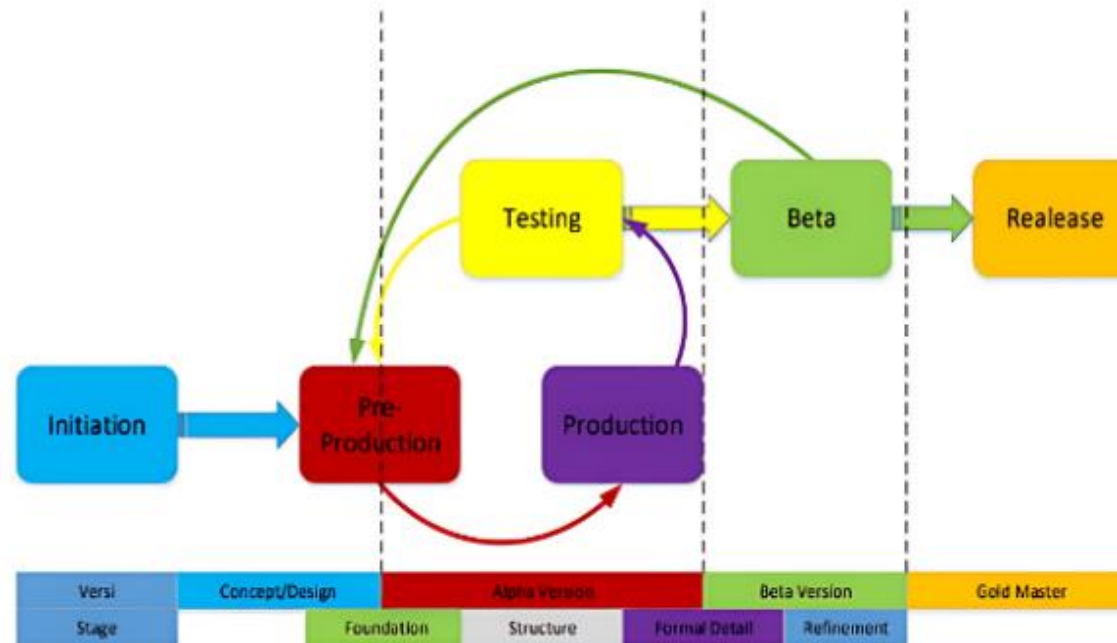 Testing
Beta
Realease
Initiation
Pre-
Production
Production
Versi
Concept/Design
Alpha Version
Beta Version
Gold Master
Stage
Foundation
Structure
Formal Detail
Refinement